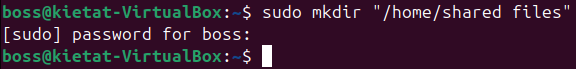 boss@kietat-VirtualBox:~$ sudo mkdir "/home/shared files"
[sudo] password for boss:
boss@kietat-VirtualBox:~$